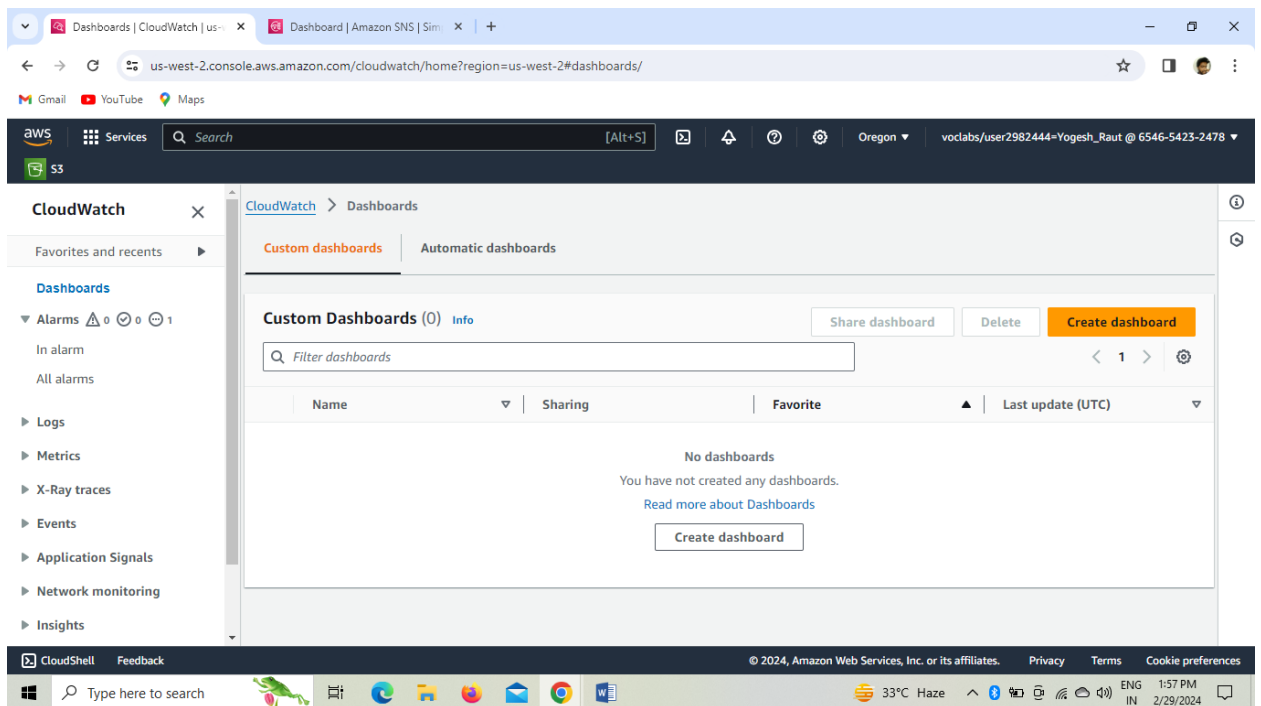 Dashboards | CloudWatch | us-
Dashboard | Amazon SNS | Sim
us-west-2.console.aws.amazon.com/cloudwatch/home?region=us-west-2#dashboards/
Gmail YouTube Maps
aws Services Search [Alt+S] Oregon ▼ voclabs/user2982444=Yogesh_Raut @ 6546-5423-2478 ▼
S3
CloudWatch
Favorites and recents
Dashboards
Alarms 0 0 1
In alarm
All alarms
Logs
Metrics
X-Ray traces
Events
Application Signals
Network monitoring
Insights
CloudWatch > Dashboards
Custom dashboards Automatic dashboards
Custom Dashboards (0) Info Share dashboard Delete Create dashboard
Filter dashboards < 1 >
Name Sharing Favorite Last update (UTC)
No dashboards
You have not created any dashboards.
Read more about Dashboards
Create dashboard
CloudShell Feedback © 2024, Amazon Web Services, Inc. or its affiliates. Privacy Terms Cookie preferences
Type here to search 33°C Haze ENG 1:57 PM
IN 2/29/2024